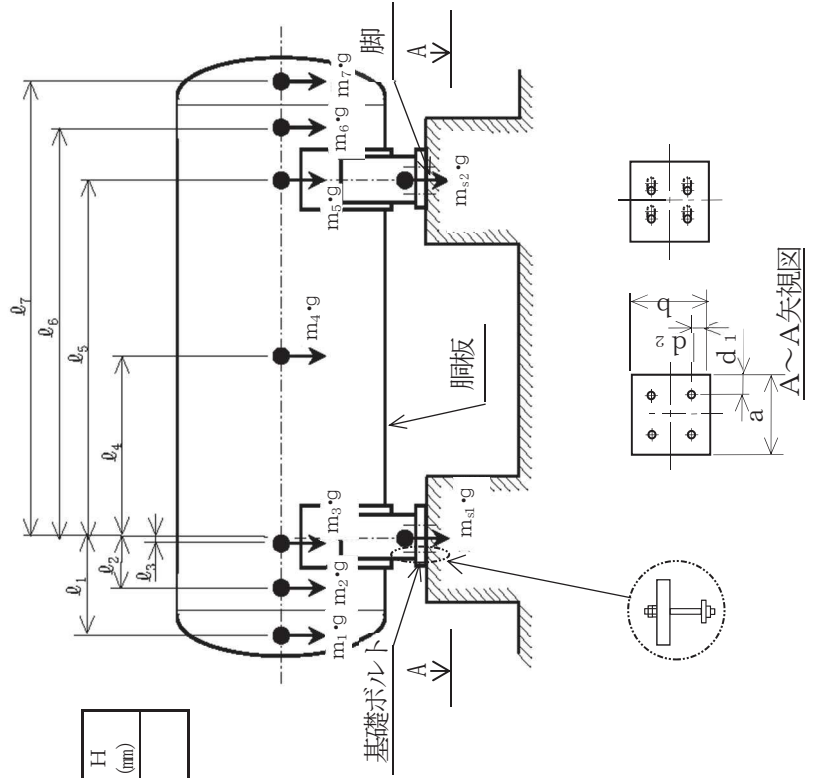 H
(mm)
ℓ₇
ℓ₆
ℓ₅
ℓ₄
ℓ₁
ℓ₂
ℓ₃
m₁･g
m₂･g
m₃･g
m₄･g
m₅･g
m₆･g
m₇･g
mₛ₁･g
mₛ₂･g
脚
胴板
基礎ボルト
A
A
a
b
d₁
d₂
A～A矢視図